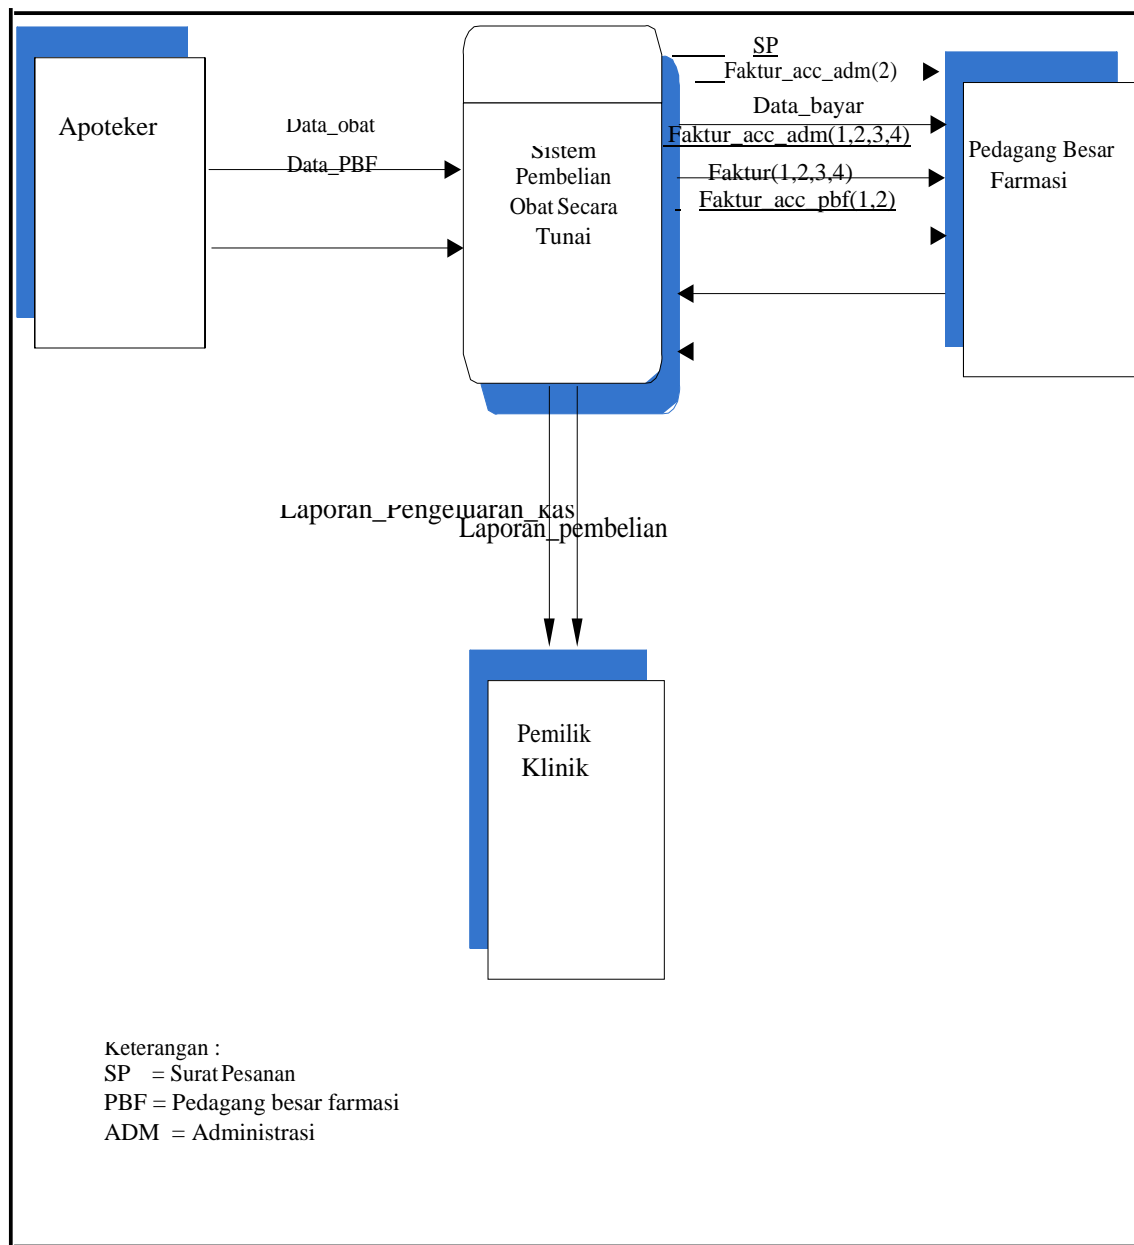 Apoteker
Data_obat
Data_PBF
Sistem
Pembelian
Obat Secara
Tunai
SP
Faktur_acc_adm(2)
Data_bayar
Faktur_acc_adm(1,2,3,4)
Faktur(1,2,3,4)
Faktur_acc_pbf(1,2)
Pedagang Besar
Farmasi
Laporan_Pengeluaran_kas
Laporan_pembelian
Pemilik
Klinik
Keterangan :
SP = Surat Pesanan
PBF = Pedagang besar farmasi
ADM = Administrasi